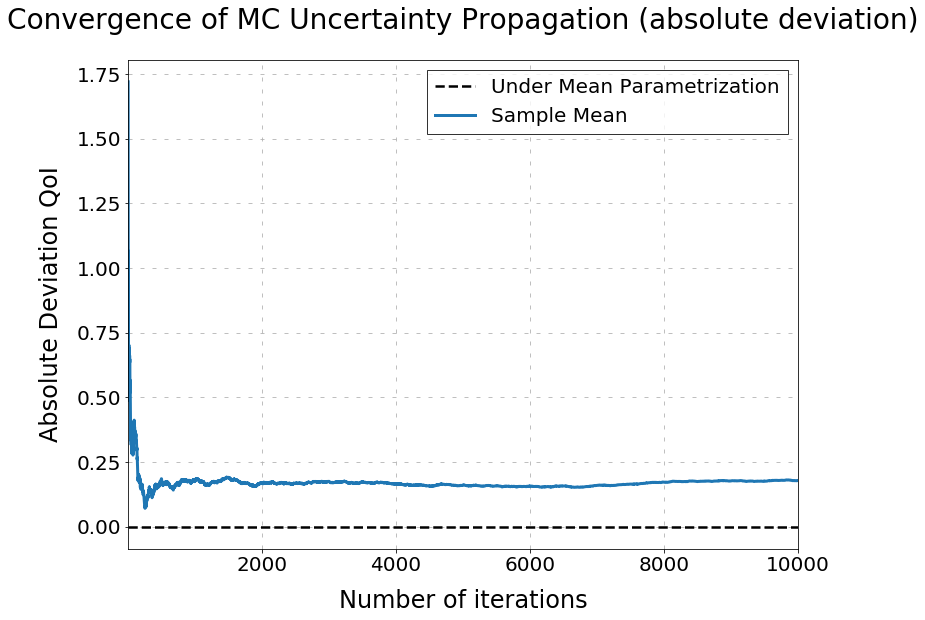 Convergence of MC Uncertainty Propagation (absolute deviation)
Under Mean Parametrization
Sample Mean
Absolute Deviation QoI
1.75
1.50
1.25
1.00
0.75
0.50
0.25
0.00
2000 4000 6000 8000 10000
Number of iterations